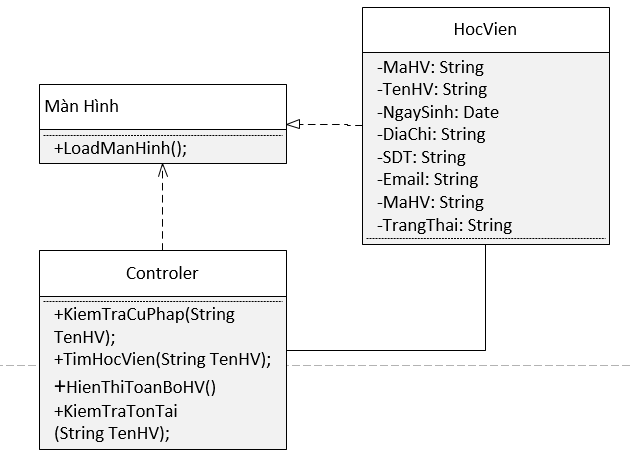 HocVien
-MaHV: String
-TenHV: String
-NgaySinh: Date
-DiaChi: String
-SDT: String
-Email: String
-MaHV: String
-TrangThai: String
Màn Hình
+LoadManHinh();
Controler
+KiemTraCuPhap(String
TenHV);
+TimHocVien(String TenHV);
+HienThiToanBoHV()
+KiemTraTonTai
(String TenHV);